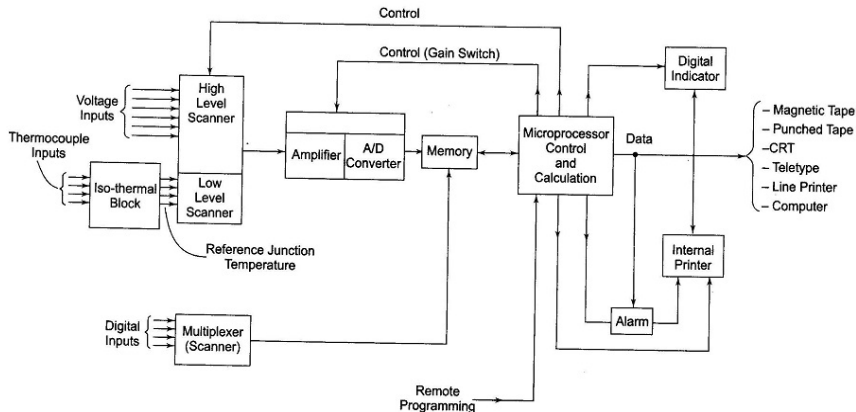 Control
Control (Gain Switch)
Voltage
Inputs
High
Level
Scanner
Digital
Indicator
Thermocouple
Inputs
Iso-thermal
Block
Low
Level
Scanner
Reference Junction
Temperature
Amplifier
A/D
Converter
Memory
Microprocessor
Control
and
Calculation
Data
– Magnetic Tape
– Punched Tape
–CRT
– Teletype
– Line Printer
– Computer
Internal
Printer
Alarm
Digital
Inputs
Multiplexer
(Scanner)
Remote
Programming